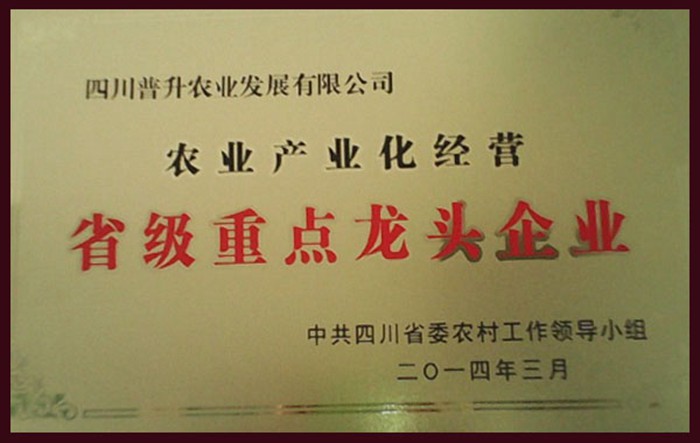 四川普升农业发展有限公司
农业产业化经营
省级重点龙头企业
中共四川省委农村工作领导小组
二〇一四年三月